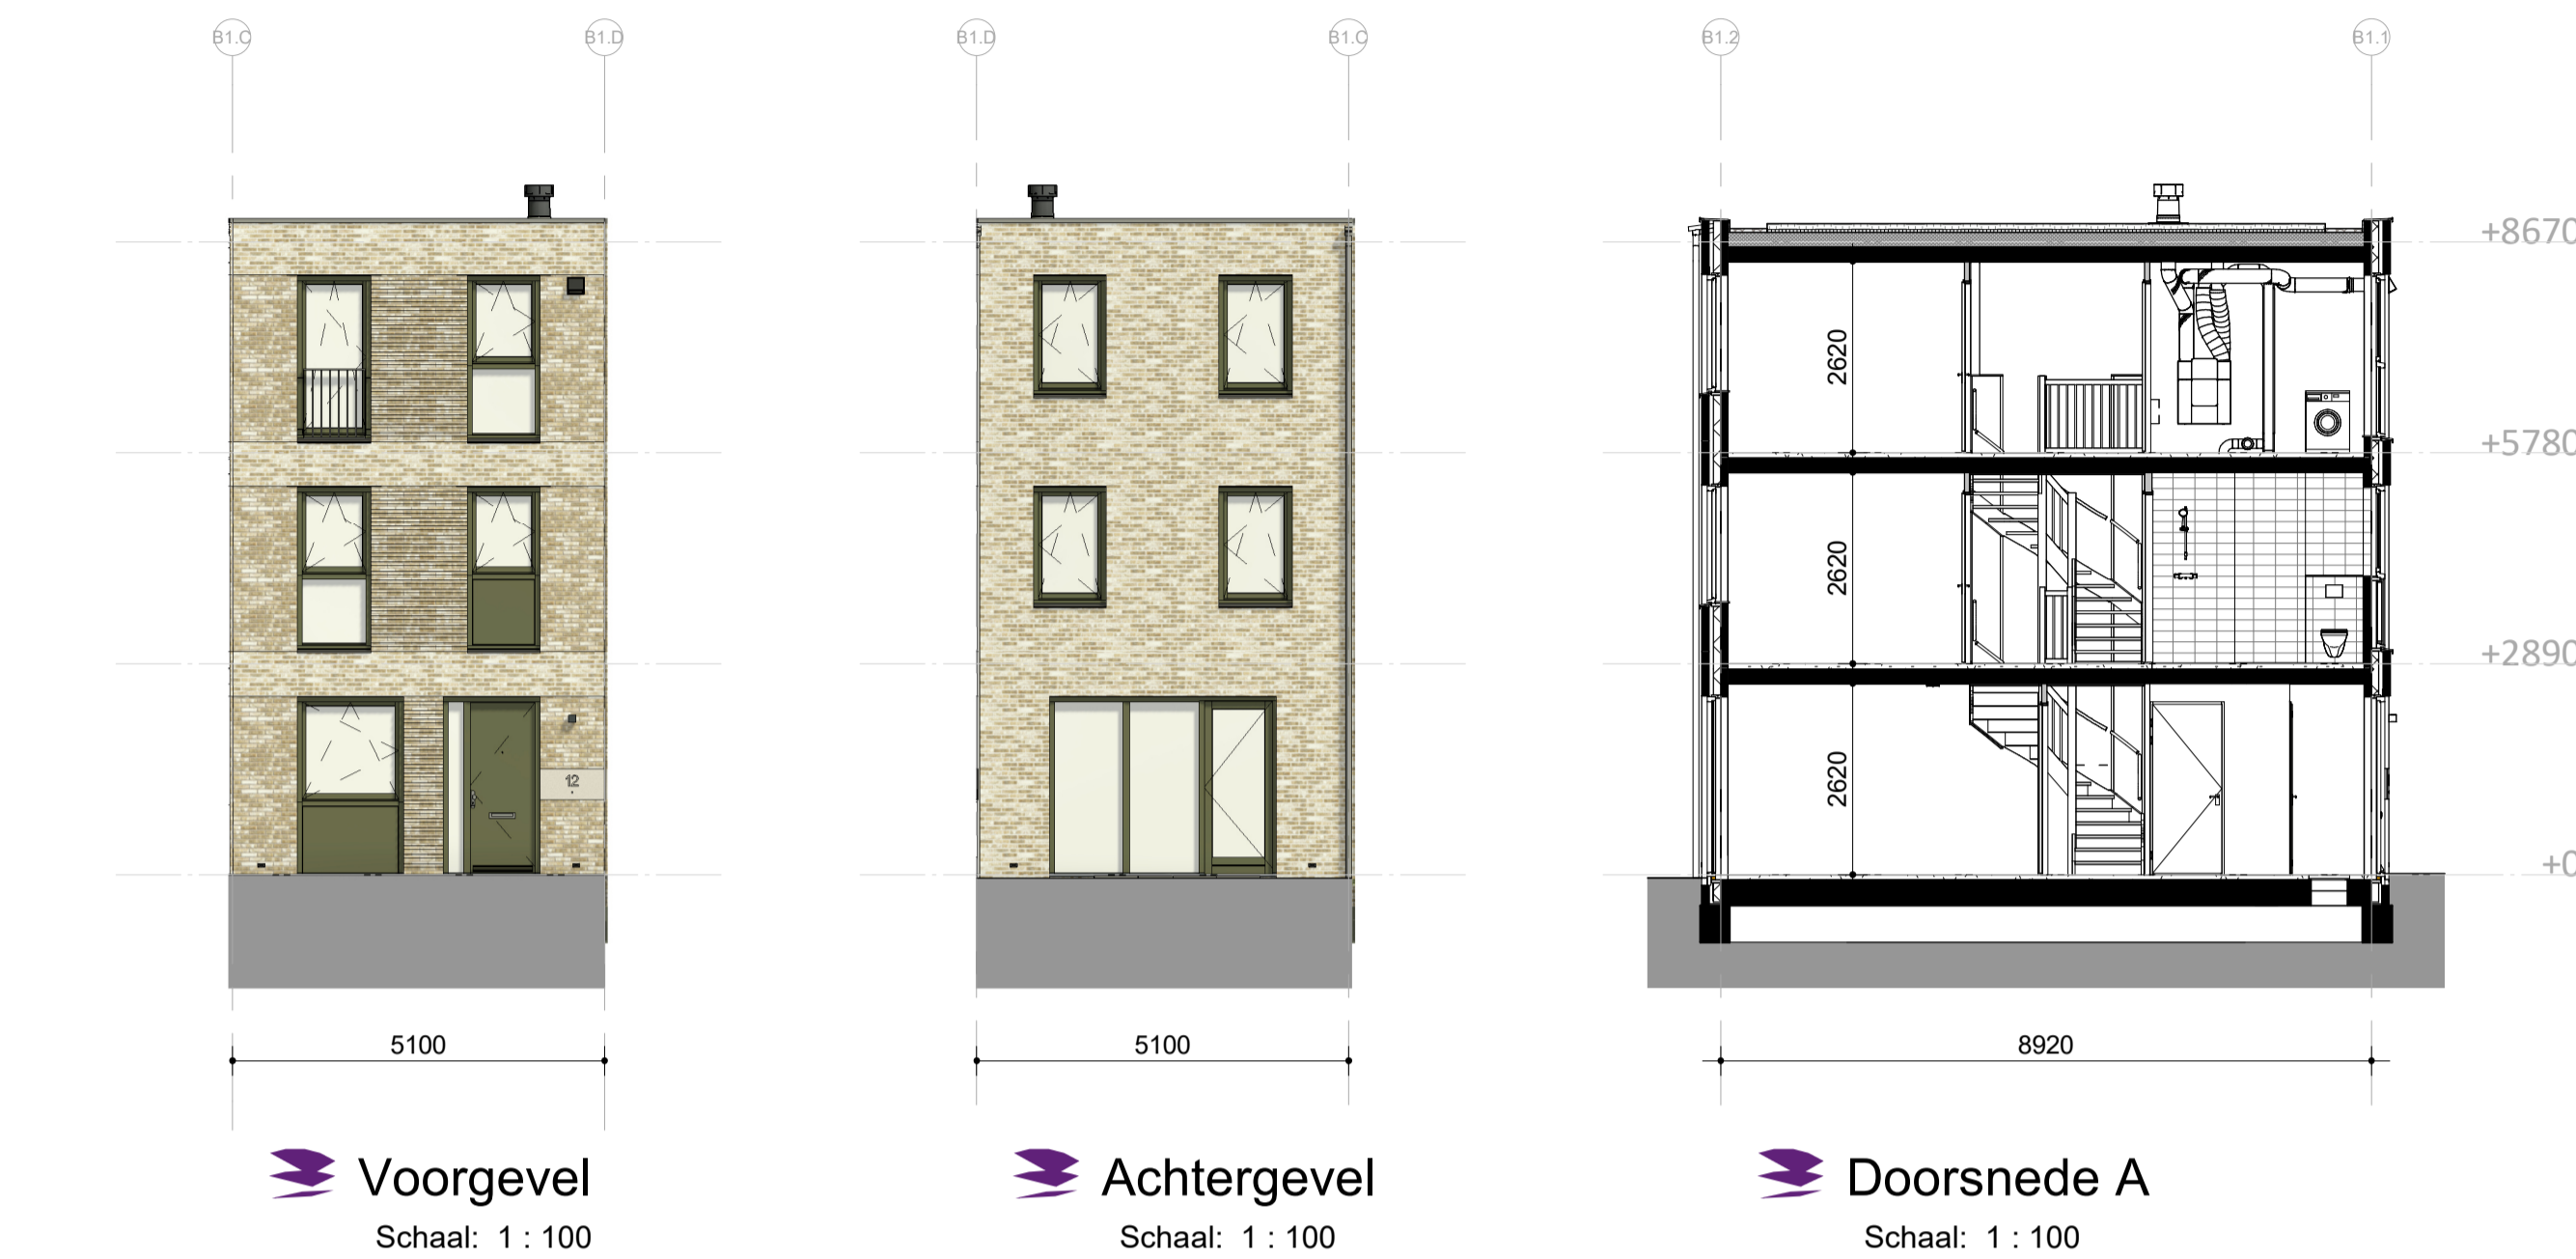 B1.C
B1.D
B1.D
B1.C
B1.2
B1.1
+8670
+5780
+2890
+0
2620
2620
2620
12
5100
5100
8920
Voorgevel
Schaal: 1 : 100
Achtergevel
Schaal: 1 : 100
Doorsnede A
Schaal: 1 : 100